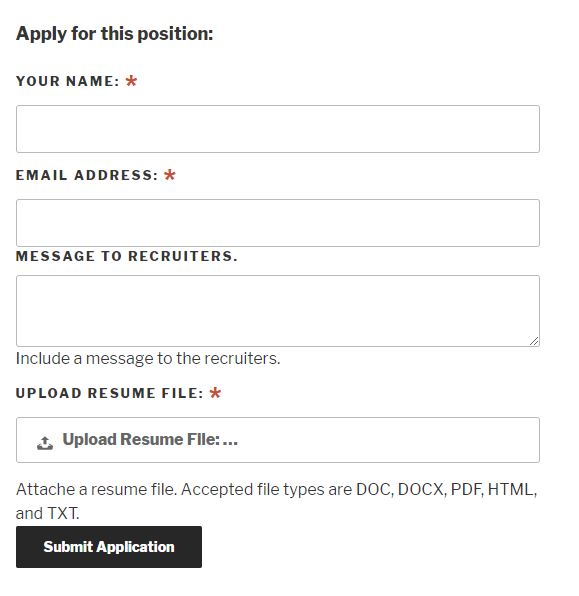 Apply for this position:
YOUR NAME: *
EMAIL ADDRESS: *
MESSAGE TO RECRUITERS.
Include a message to the recruiters.
UPLOAD RESUME FILE: *
Upload Resume FIle: ...
Attache a resume file. Accepted file types are DOC, DOCX, PDF, HTML,
and TXT.
Submit Application